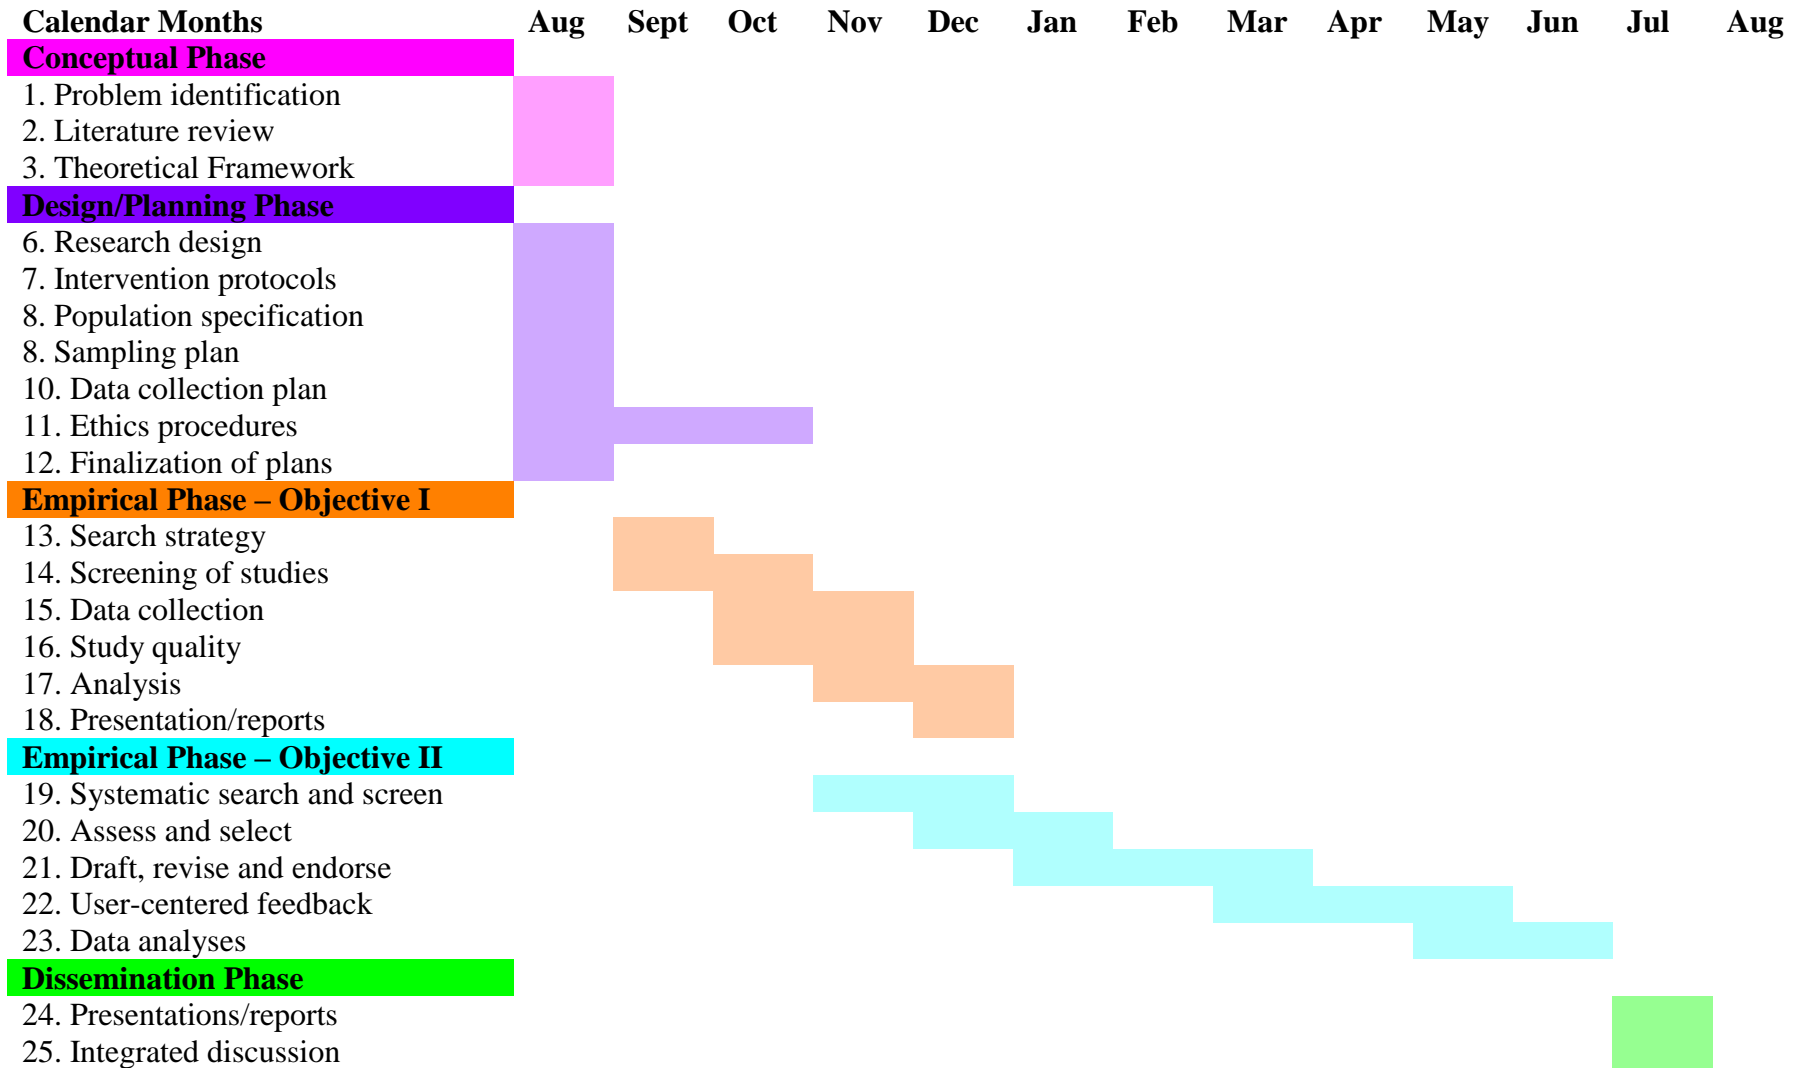 Calendar Months Aug Sept Oct Nov Dec Jan Feb Mar Apr May Jun Jul Aug
Conceptual Phase
1. Problem identification
2. Literature review
3. Theoretical Framework
Design/Planning Phase
6. Research design
7. Intervention protocols
8. Population specification
8. Sampling plan
10. Data collection plan
11. Ethics procedures
12. Finalization of plans
Empirical Phase – Objective I
13. Search strategy
14. Screening of studies
15. Data collection
16. Study quality
17. Analysis
18. Presentation/reports
Empirical Phase – Objective II
19. Systematic search and screen
20. Assess and select
21. Draft, revise and endorse
22. User-centered feedback
23. Data analyses
Dissemination Phase
24. Presentations/reports
25. Integrated discussion